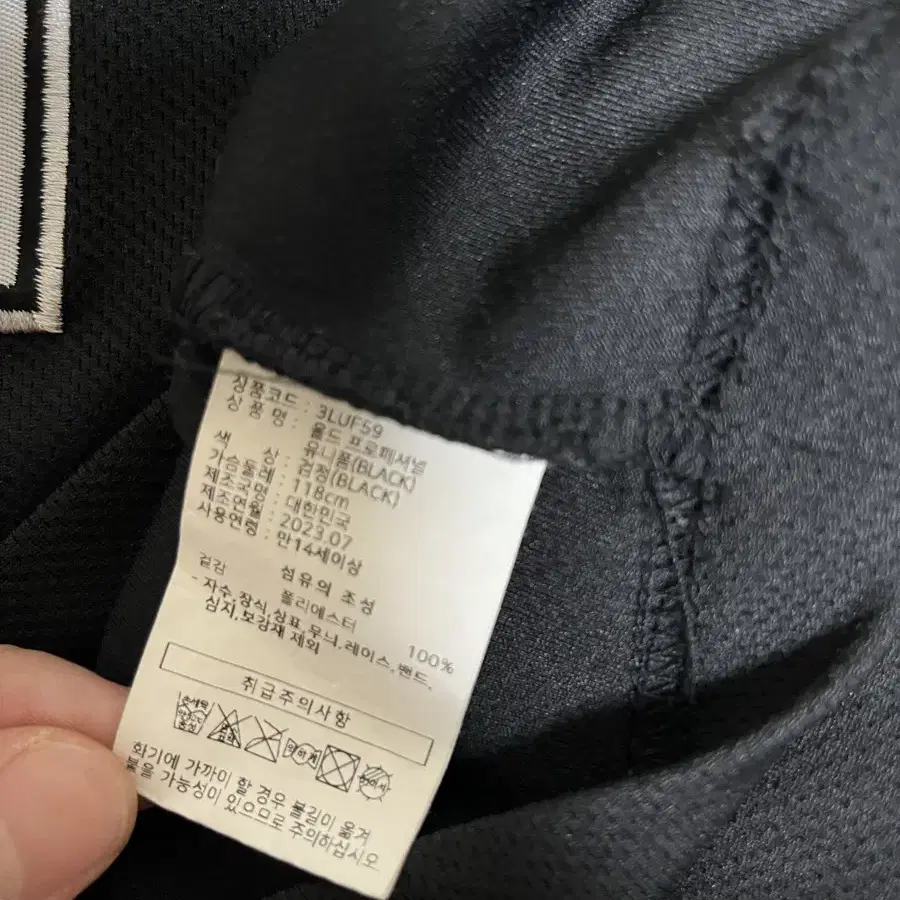 상품코드 : 3LUF59
상 품 명 : 올드 프로페셔널
유니폼(BLACK)
색 상 : 검정(BLACK)
가슴둘레 : 118cm
제조국명 : 대한민국
제조연월 : 2023.07
사용연령 : 만14세이상
섬유의 조성
겉감 폴리에스터 100%
- 자수,장식,상표,무늬,레이스,밴드,
심지,보강재 제외
취급주의사항
약하게
화기에 가까이 할 경우 불길이 옮겨
붙을 가능성이 있으므로 주의하십시오